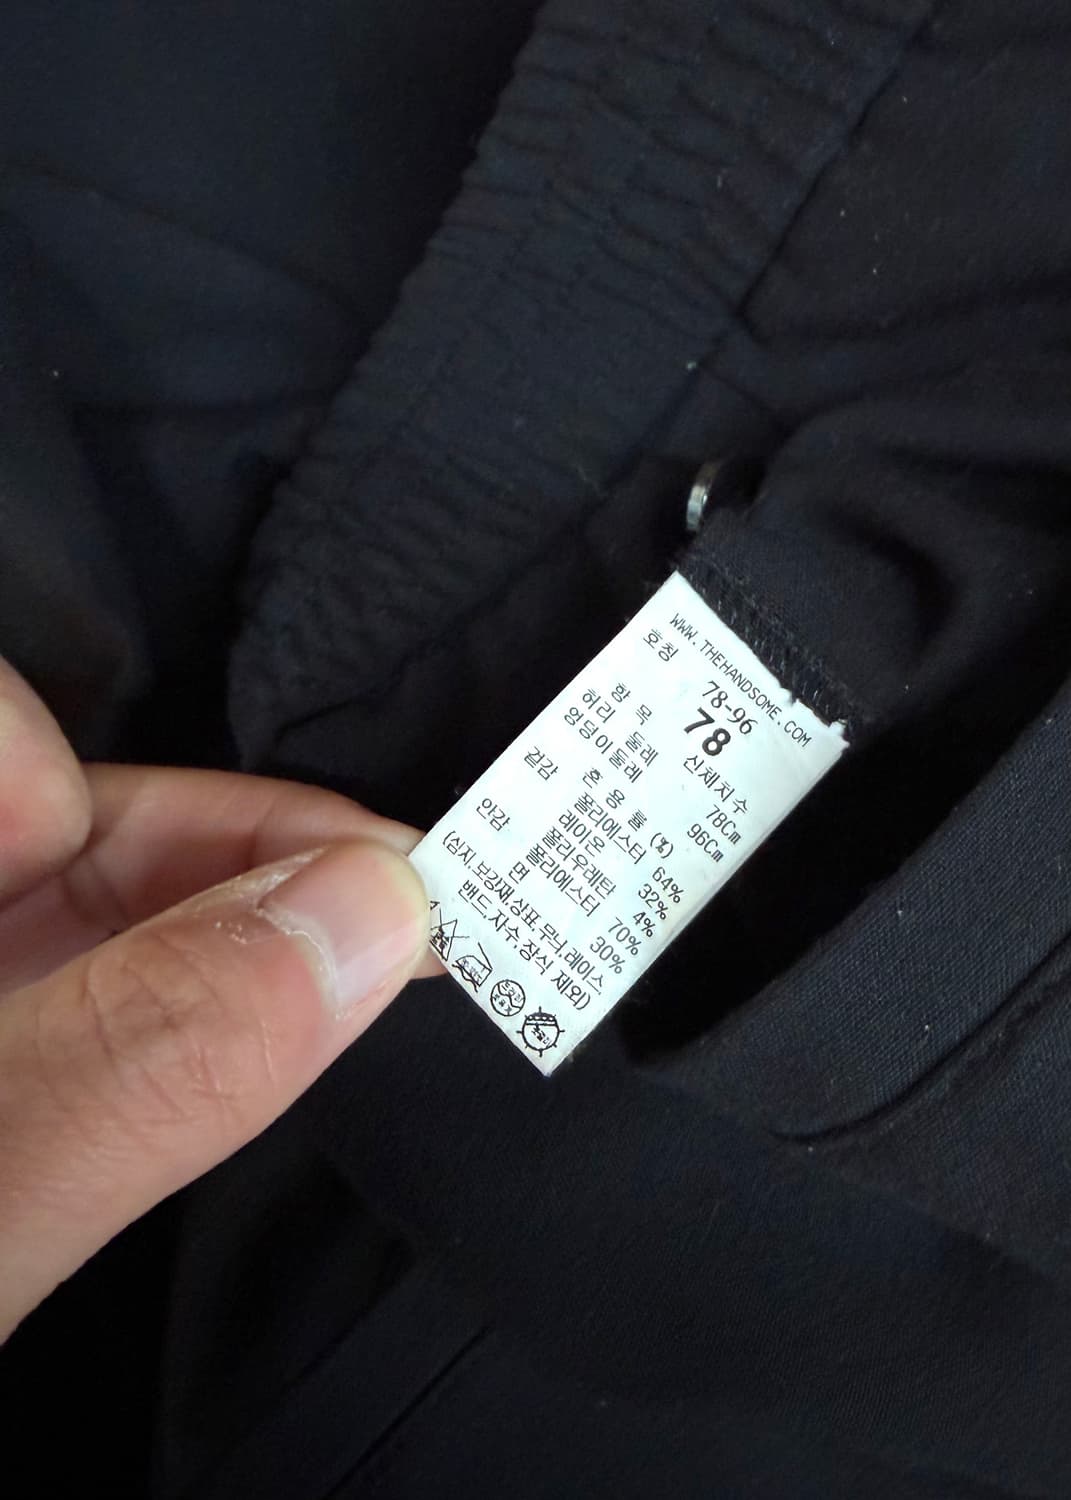 WWW.THEHANDSOME.COM
호칭 78-96
78
항 목 신체치수
허리 둘레 78Cm
엉덩이둘레 96Cm
혼 용 률 (%)
겉감 폴리에스터 64%
레이온 32%
폴리우레탄 4%
안감 면 70%
폴리에스터 30%
(심지,보강재,상표,무늬,레이스,
밴드,자수,장식 제외)